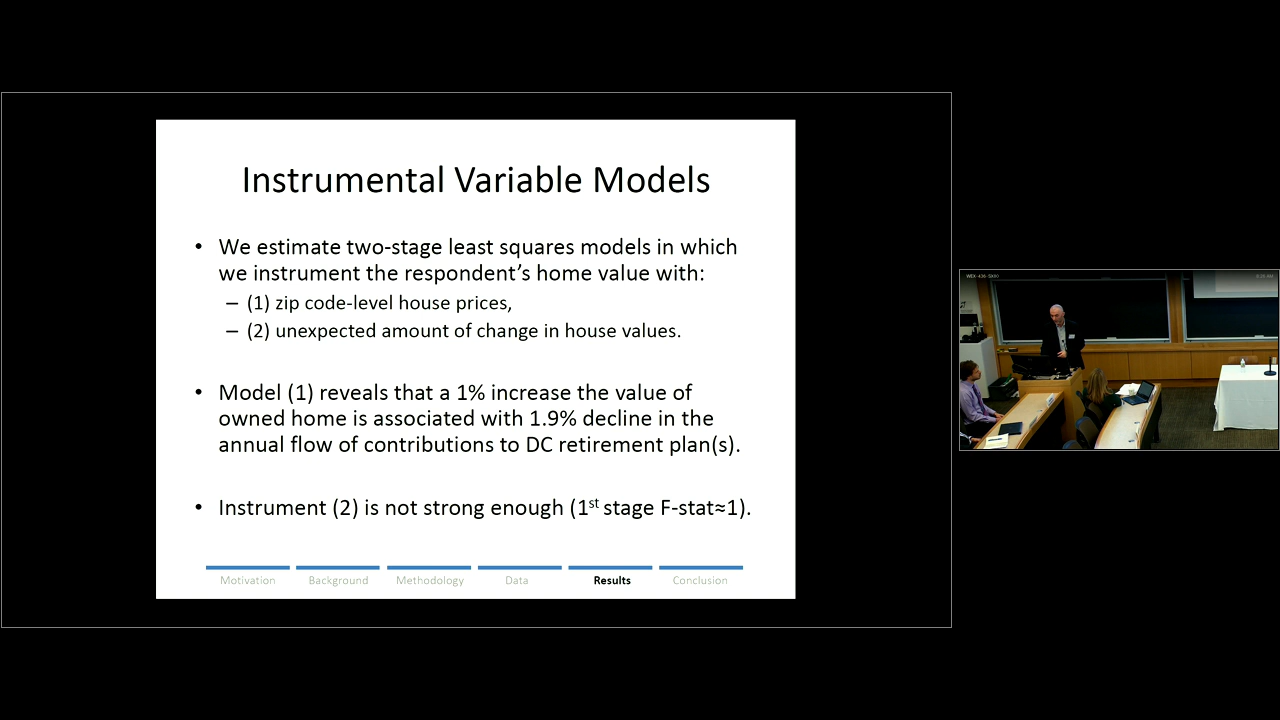 Instrumental Variable Models
• We estimate two-stage least squares models in which
we instrument the respondent’s home value with:
– (1) zip code-level house prices,
– (2) unexpected amount of change in house values.
• Model (1) reveals that a 1% increase the value of
owned home is associated with 1.9% decline in the
annual flow of contributions to DC retirement plan(s).
• Instrument (2) is not strong enough (1st stage F-stat≈1).
Motivation Background Methodology Data Results Conclusion